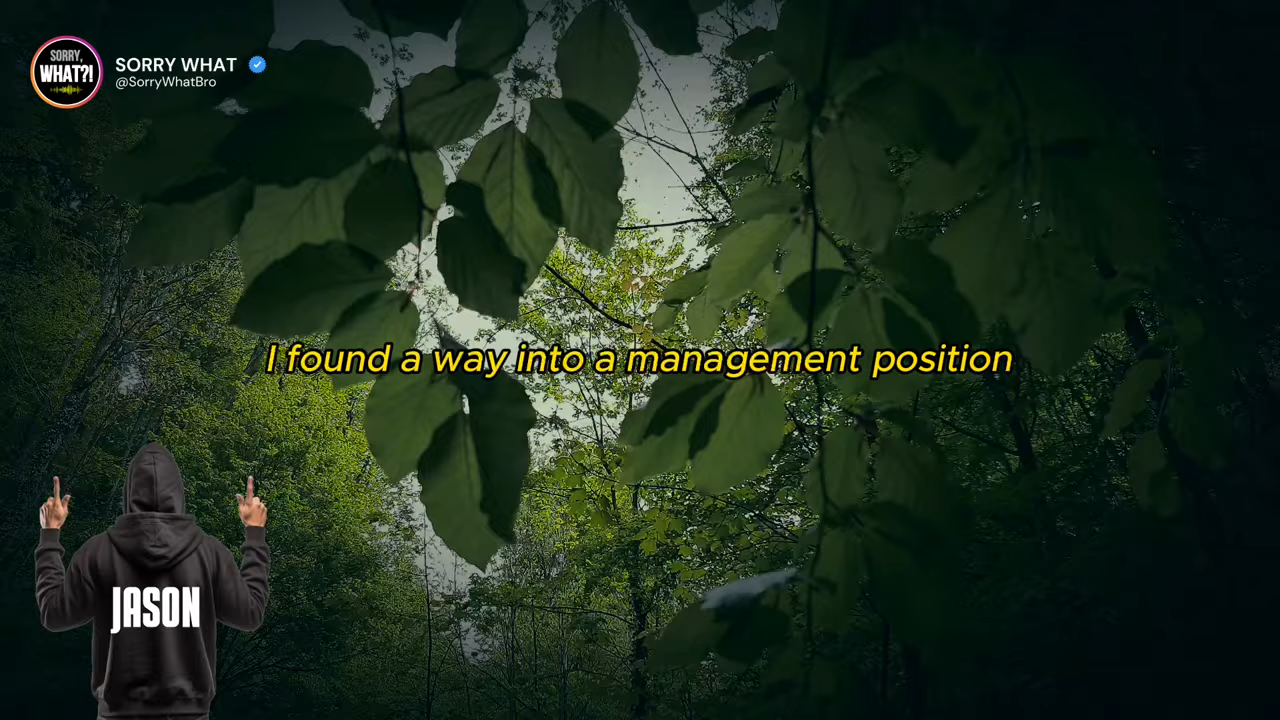 SORRY,
WHAT?!
SORRY WHAT
@SorryWhatBro
I found a way into a management position
JASON